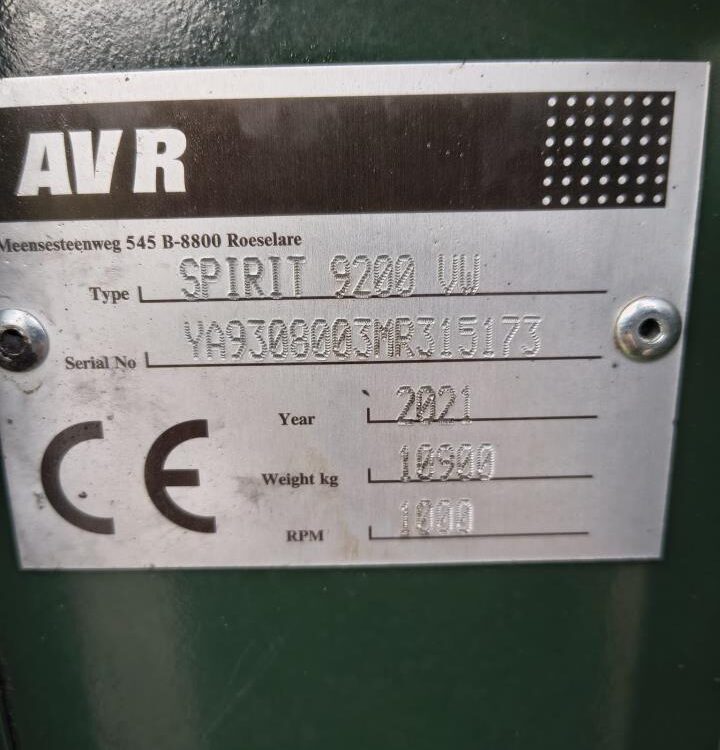 AVR
Meensesteenweg 545 B-8800 Roeselare
Type SPIRIT 9200 VW
Serial No YA9308003MR315173
Year 2021
Weight kg 10900
RPM 1000
CE